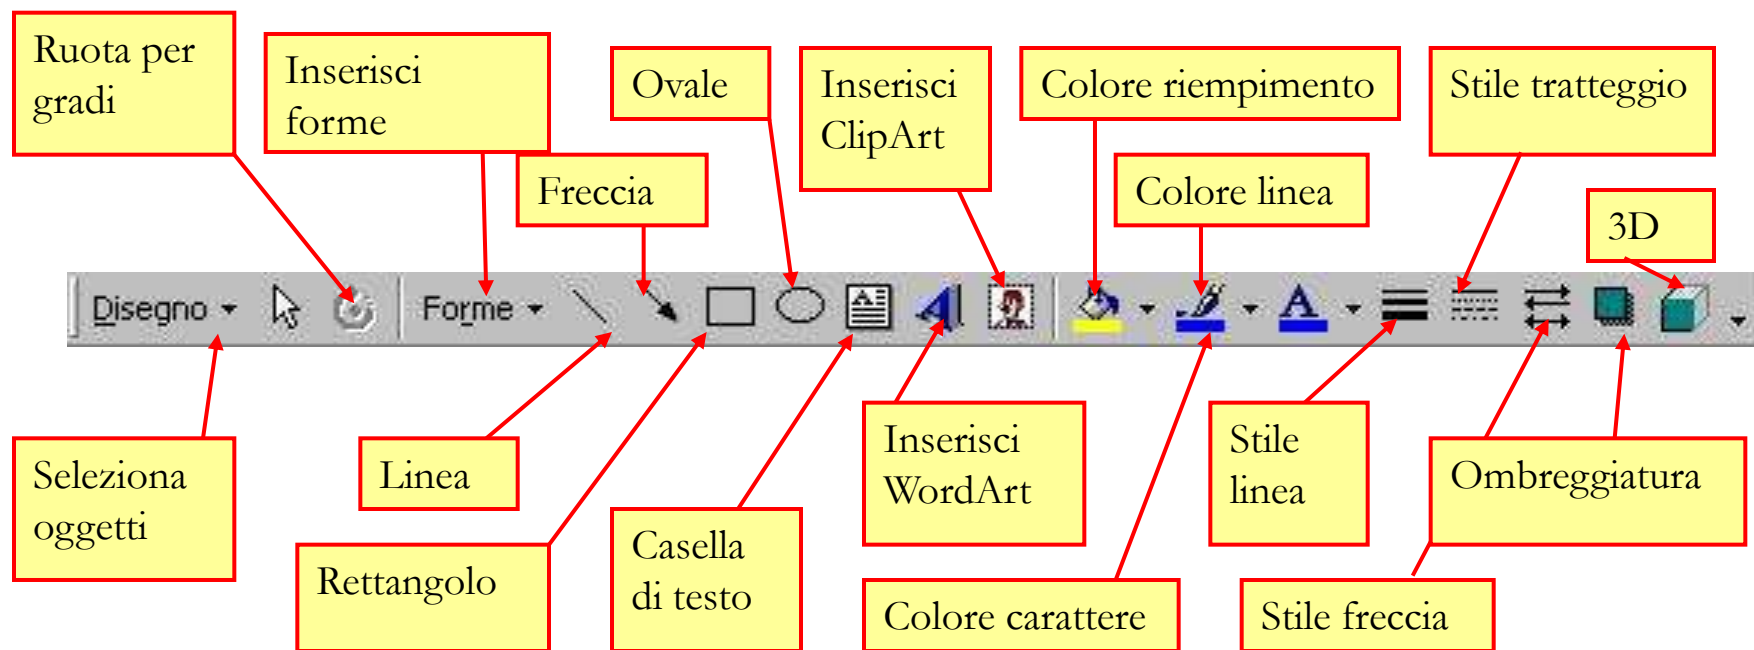 Ruota per
gradi
Inserisci
forme
Freccia
Ovale
Inserisci
ClipArt
Colore riempimento
Colore linea
Stile tratteggio
3D
Disegno
Forme
A
Seleziona
oggetti
Linea
Rettangolo
Casella
di testo
Inserisci
WordArt
Colore carattere
Stile
linea
Stile freccia
Ombreggiatura